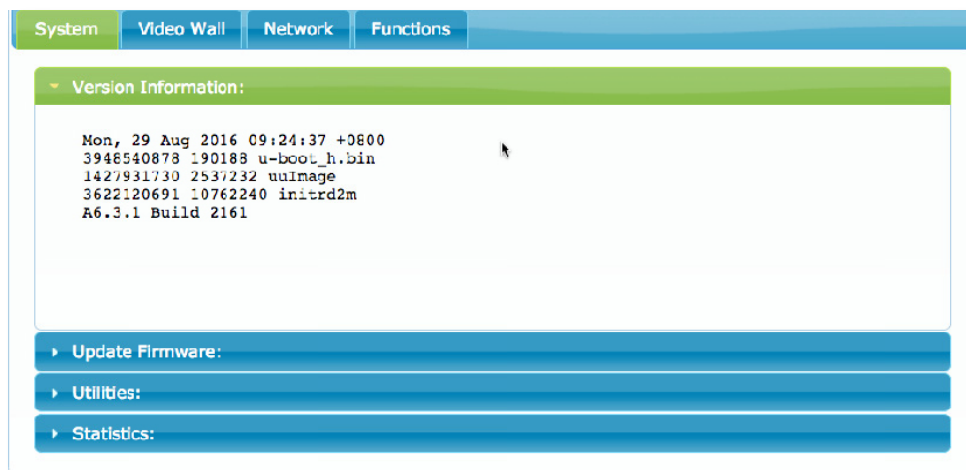 System Video Wall Network Functions
Version Information:
Mon, 29 Aug 2016 09:24:37 +0800
3948540878 190188 u-boot_h.bin
1427931730 2537232 uuImage
3622120691 10762240 initrd2m
A6.3.1 Build 2161
Update Firmware:
Utilities:
Statistics: